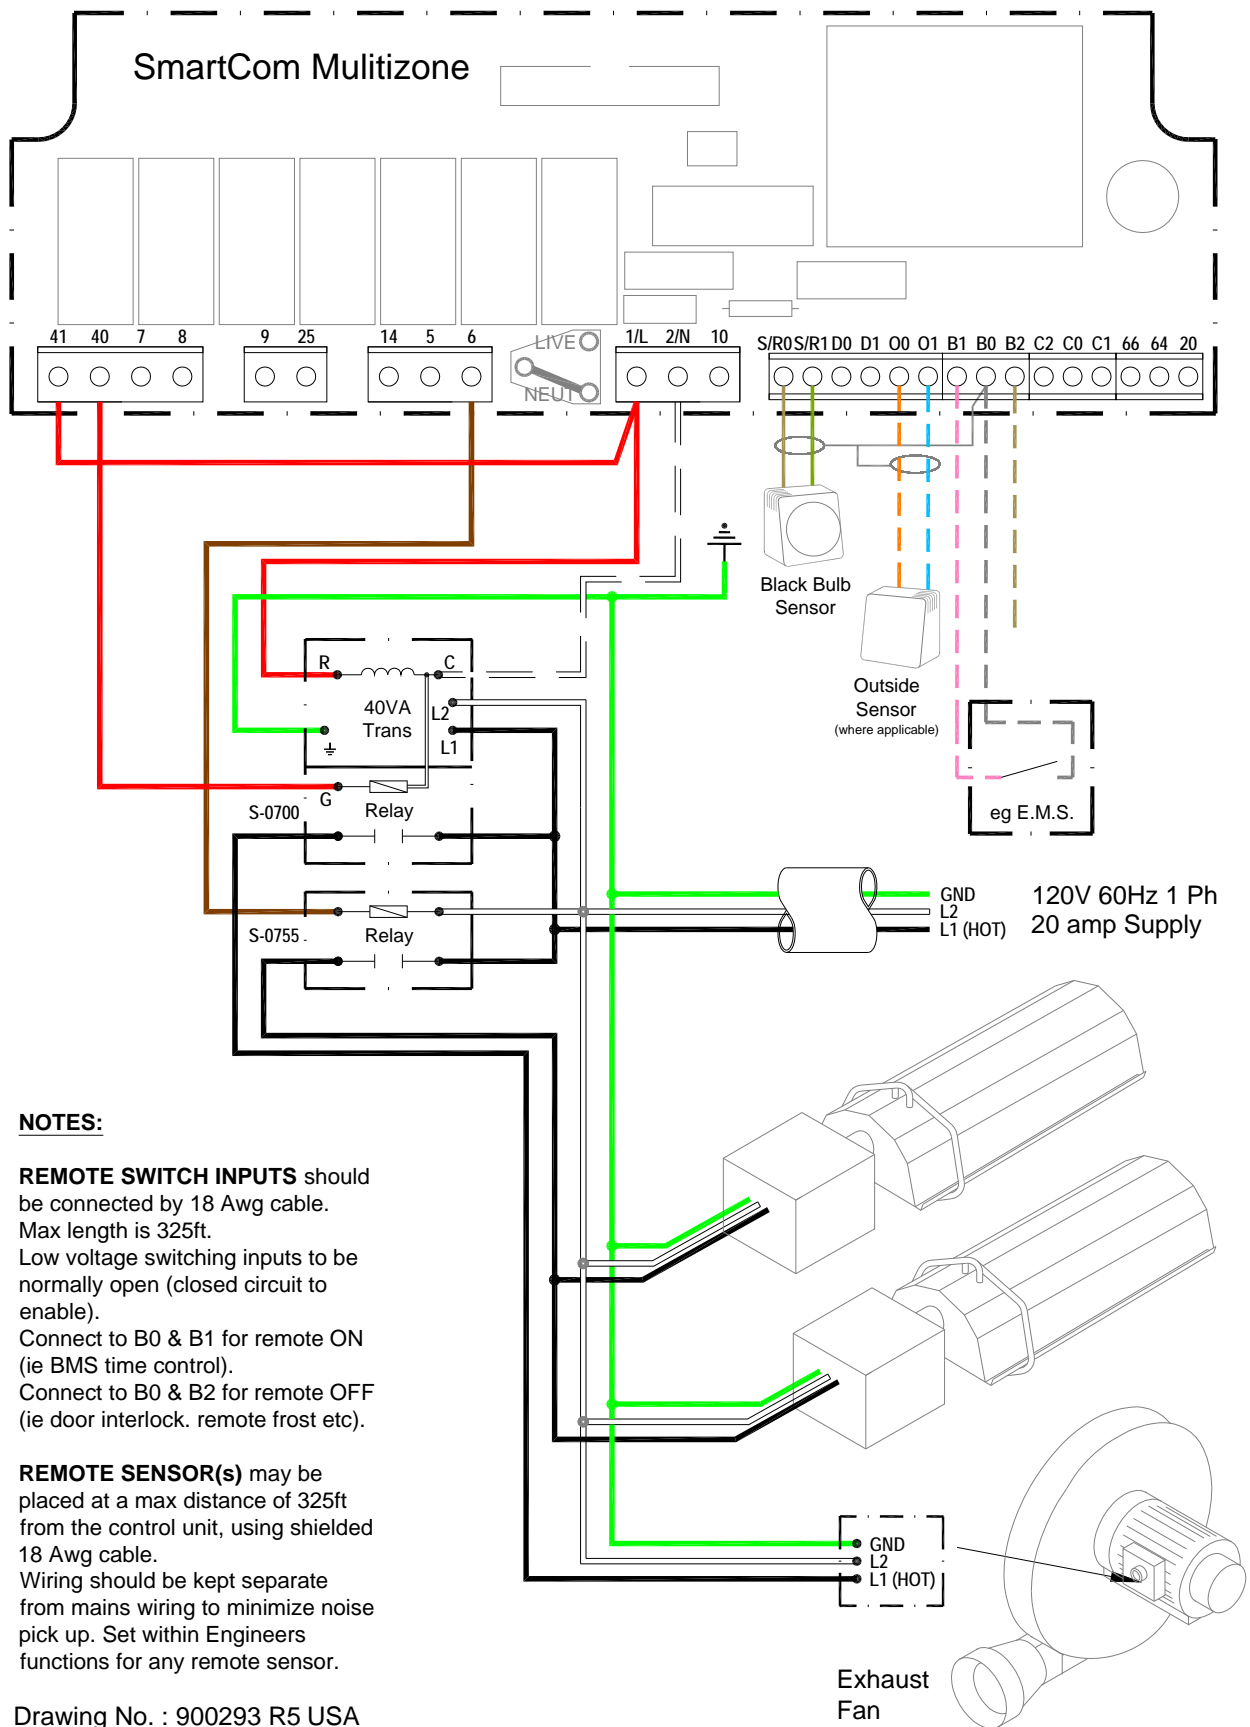 SmartCom Mulitizone
41 40 7 8 9 25 14 5 6 LIVE NEUT 1/L 2/N 10 S/R0 S/R1 D0 D1 O0 O1 B1 B0 B2 C2 C0 C1 66 64 20
Black Bulb
Sensor
Outside
Sensor
(where applicable)
eg E.M.S.
R C
40VA
Trans
L2
L1
G
S-0700
Relay
S-0755
Relay
GND
L2
L1 (HOT)
120V 60Hz 1 Ph
20 amp Supply
NOTES:
REMOTE SWITCH INPUTS should
be connected by 18 Awg cable.
Max length is 325ft.
Low voltage switching inputs to be
normally open (closed circuit to
enable).
Connect to B0 & B1 for remote ON
(ie BMS time control).
Connect to B0 & B2 for remote OFF
(ie door interlock. remote frost etc).
REMOTE SENSOR(s) may be
placed at a max distance of 325ft
from the control unit, using shielded
18 Awg cable.
Wiring should be kept separate
from mains wiring to minimize noise
pick up. Set within Engineers
functions for any remote sensor.
GND
L2
L1 (HOT)
Exhaust
Fan
Drawing No. : 900293 R5 USA